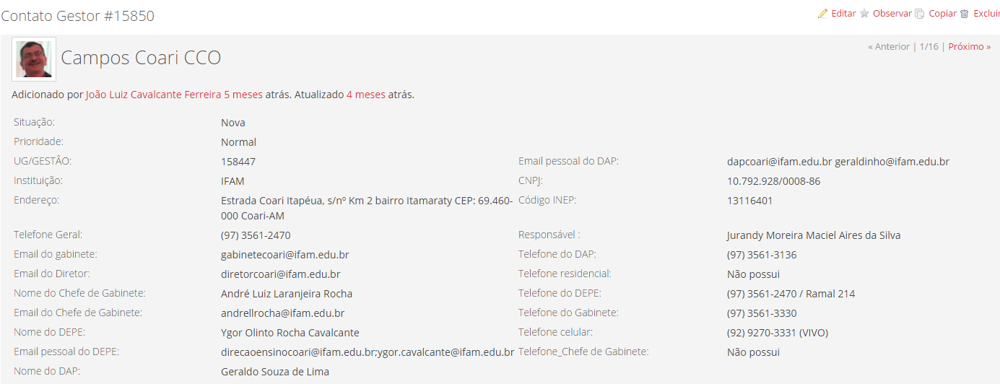 Contato Gestor #15850
Editar Observar Copiar Excluir
« Anterior | 1/16 | Próximo »
Campos Coari CCO
Adicionado por João Luiz Cavalcante Ferreira 5 meses atrás. Atualizado 4 meses atrás.
Situação: Nova
Prioridade: Normal
UG/GESTÂO: 158447 Email pessoal do DAP: dapcoari@ifam.edu.br geraldinho@ifam.edu.br
Instituição: IFAM CNPJ: 10.792.928/0008-86
Endereço: Estrada Coari Itapéua, s/nº Km 2 bairro Itamaraty CEP: 69.460- Código INEP: 13116401
000 Coari-AM
Telefone Geral: (97) 3561-2470 Responsável : Jurandy Moreira Maciel Aires da Silva
Email do gabinete: gabinetecoari@ifam.edu.br Telefone do DAP: (97) 3561-3136
Email do Diretor: diretorcoari@ifam.edu.br Telefone residencial: Não possui
Nome do Chefe de Gabinete: André Luiz Laranjeira Rocha Telefone do DEPE: (97) 3561-2470 / Ramal 214
Email do Chefe de Gabinete: andrellrocha@ifam.edu.br Telefone do Gabinete: (97) 3561-3330
Nome do DEPE: Ygor Olinto Rocha Cavalcante Telefone celular: (92) 9270-3331 (VIVO)
Email pessoal do DEPE: direcaoensinocoari@ifam.edu.br;ygor.cavalcante@ifam.edu.br Telefone_Chefe de Gabinete: Não possui
Nome do DAP: Geraldo Souza de Lima